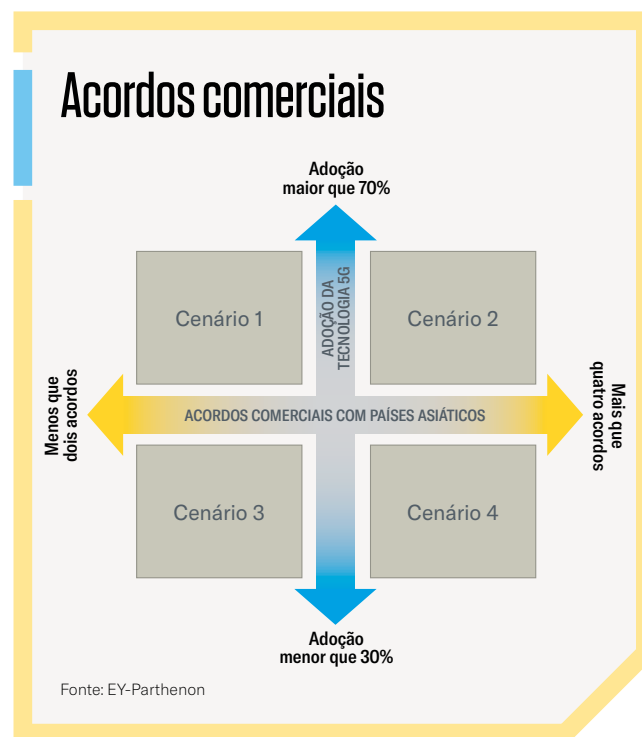 Acordos comerciais
Adoção
maior que 70%
Cenário 1
ADOÇÃO DA
TECNOLOGIA 5G
Cenário 2
Menos que
dois acordos
ACORDOS COMERCIAIS COM PAÍSES ASIÁTICOS
Mais que
quatro acordos
Cenário 3
Cenário 4
Adoção
menor que 30%
Fonte: EY-Parthenon